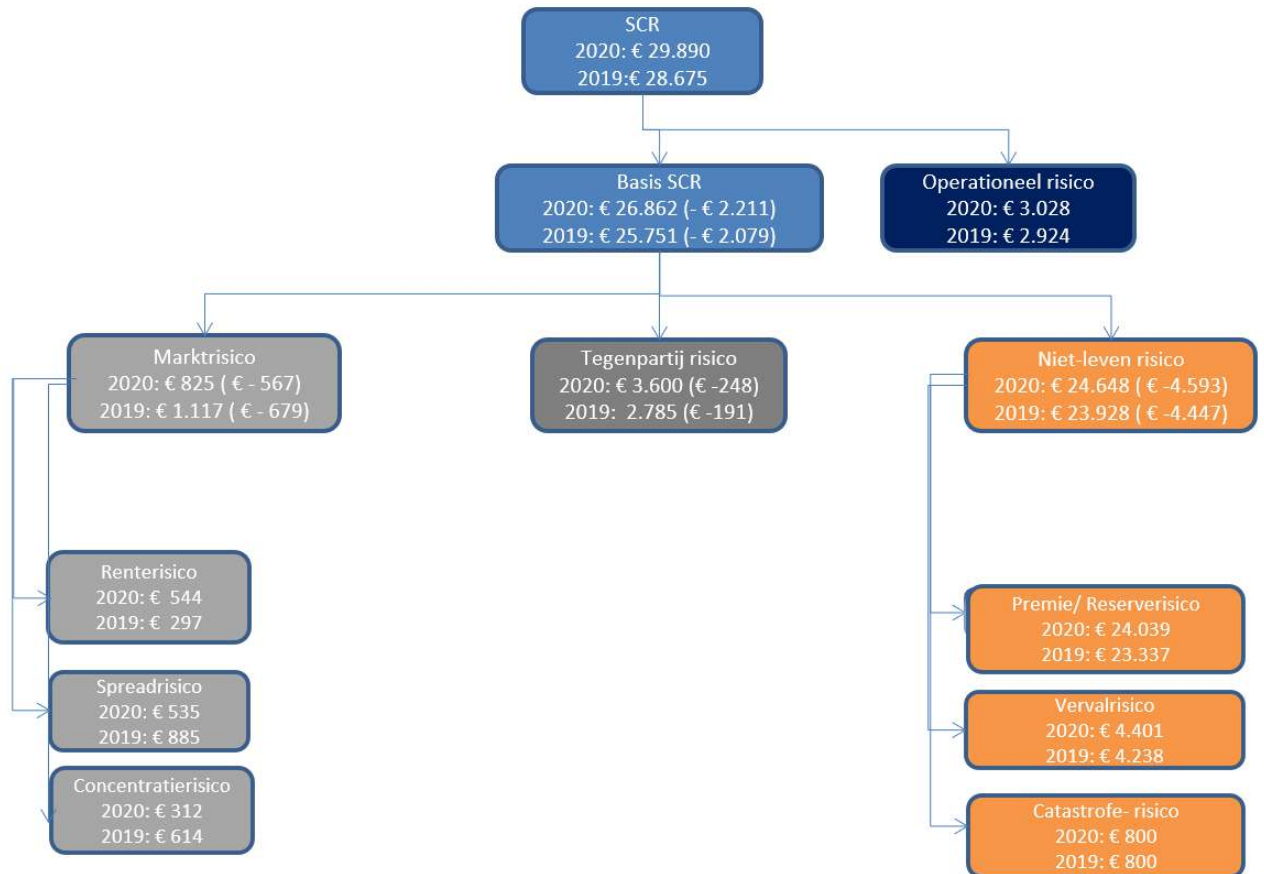 SCR
2020: € 29.890
2019:€ 28.675
Basis SCR
2020: € 26.862 (- € 2.211)
2019: € 25.751 (- € 2.079)
Operationeel risico
2020: € 3.028
2019: € 2.924
Marktrisico
2020: € 825 ( € - 567)
2019: € 1.117 ( € - 679)
Tegenpartij risico
2020: € 3.600 (€ -248)
2019: 2.785 (€ -191)
Niet-leven risico
2020: € 24.648 ( € -4.593)
2019: € 23.928 ( € -4.447)
Renterisico
2020: € 544
2019: € 297
Spreadrisico
2020: € 535
2019: € 885
Concentratierisico
2020: € 312
2019: € 614
Premie/ Reserverisico
2020: € 24.039
2019: € 23.337
Vervalrisico
2020: € 4.401
2019: € 4.238
Catastrofe- risico
2020: € 800
2019: € 800